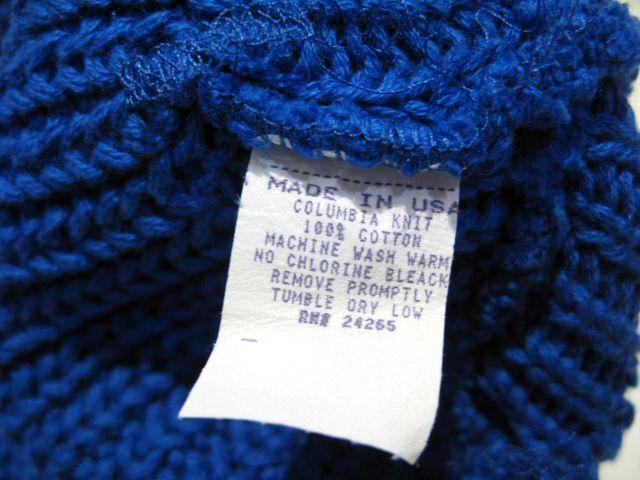 MADE IN USA
COLUMBIA KNIT
100% COTTON
MACHINE WASH WARM
NO CHLORINE BLEACH
REMOVE PROMPTLY
TUMBLE DRY LOW
RN# 24265